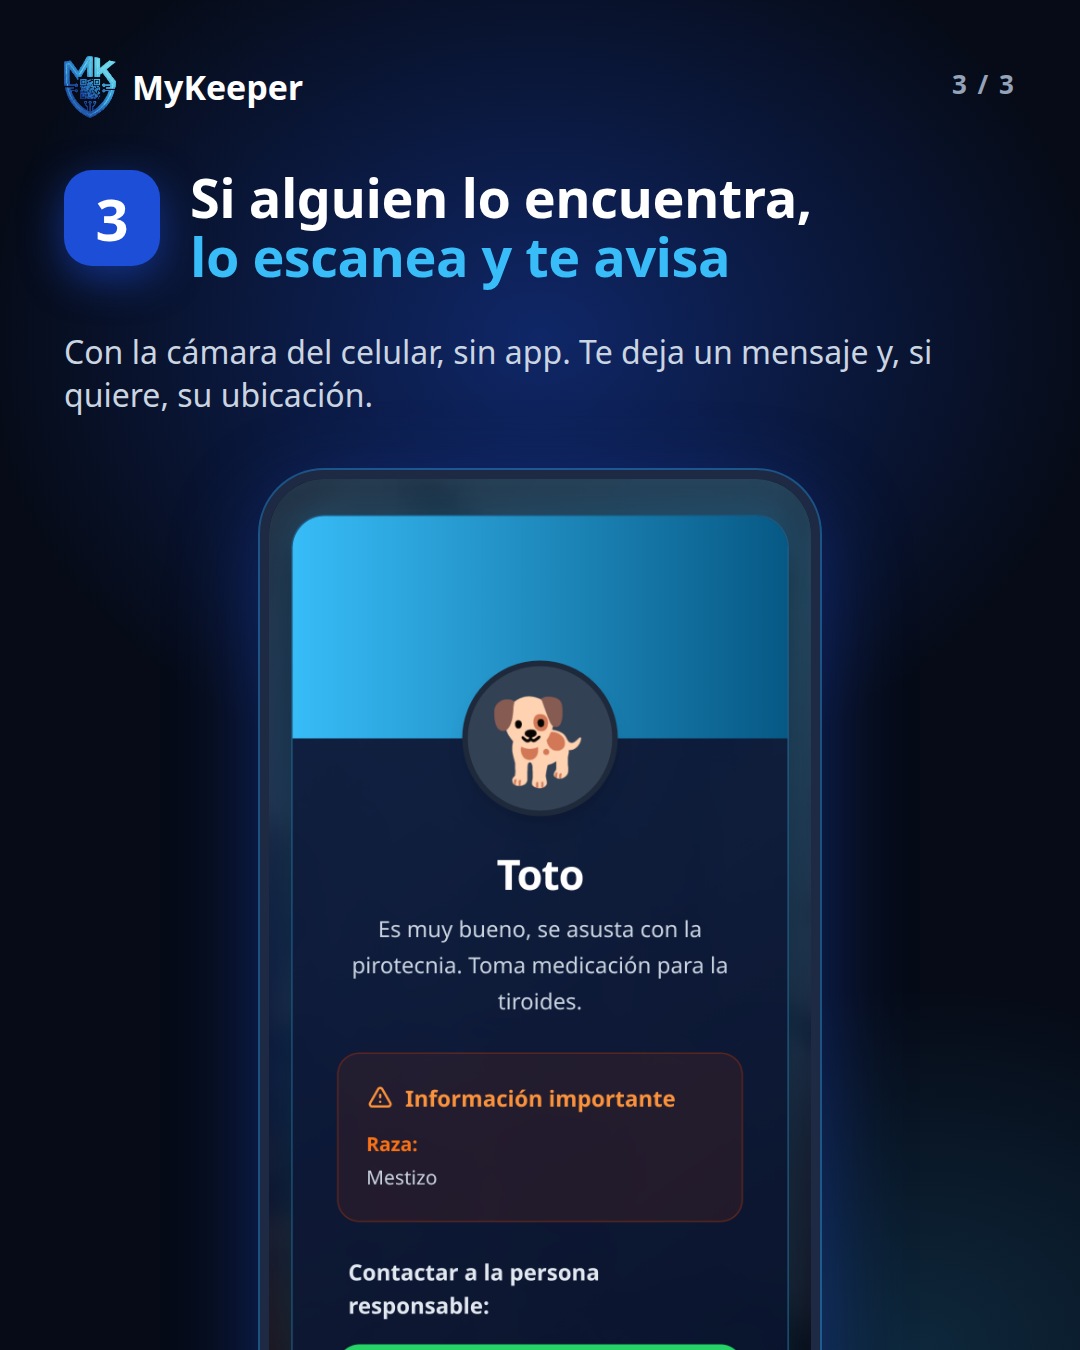 MK
MyKeeper
3 / 3
3
Si alguien lo encuentra,
lo escanea y te avisa
Con la cámara del celular, sin app. Te deja un mensaje y, si
quiere, su ubicación.
Toto
Es muy bueno, se asusta con la
pirotecnia. Toma medicación para la
tiroides.
Información importante
Raza:
Mestizo
Contactar a la persona
responsable: